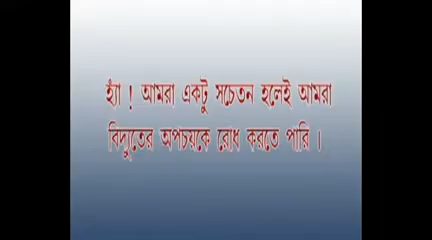 হ্যাঁ ! আমরা একটু সচেতন হলেই আমরা
বিদ্যুতের অপচয়কে রোধ করতে পারি ।